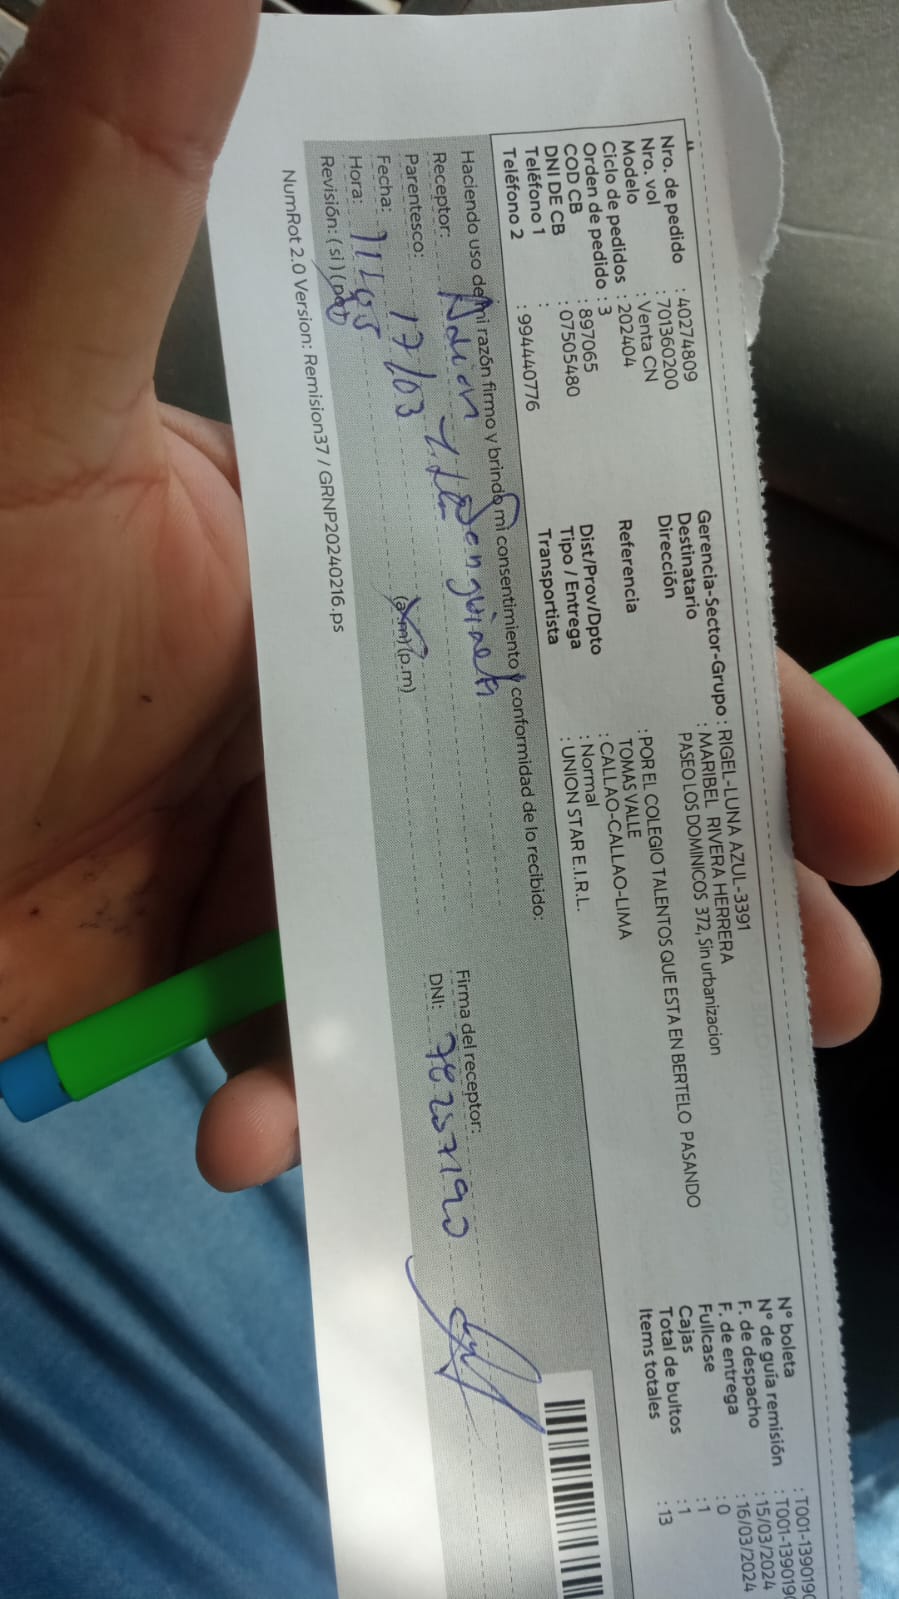 Nro. de pedido : 40274809
Nro. vol : 701360200
Modelo : Venta CN
Ciclo de pedidos : 202404
Orden de pedido : 3
COD CB : 897065
DNI DE CB : 07505480
Teléfono 1 :
Teléfono 2 : 994440776
Gerencia-Sector-Grupo : RIGEL-LUNA AZUL-3391
Destinatario : MARIBEL RIVERA HERRERA
Dirección PASEO LOS DOMINICOS 372, Sin urbanizacion
Referencia : POR EL COLEGIO TALENTOS QUE ESTA EN BERTELO PASANDO
TOMAS VALLE
Dist/Prov/Dpto : CALLAO-CALLAO-LIMA
Tipo / Entrega : Normal
Transportista : UNION STAR E.I.R.L.
N° boleta : T001-1390190
N° de guía remisión : T001-139019
F. de despacho : 15/03/2024
F. de entrega : 16/03/2024
Fullcase : 0
Cajas : 1
Total de bultos : 1
Items totales : 13
Haciendo uso de mi razón firmo y brindo mi consentimiento y conformidad de lo recibido:
Receptor:
Parentesco:
Fecha: 17/03
Hora: (a.m) (p.m)
Revisión: (si) (no)
Firma del receptor:
DNI:
NumRot 2.0 Version: Remision37 / GRNP20240216.ps